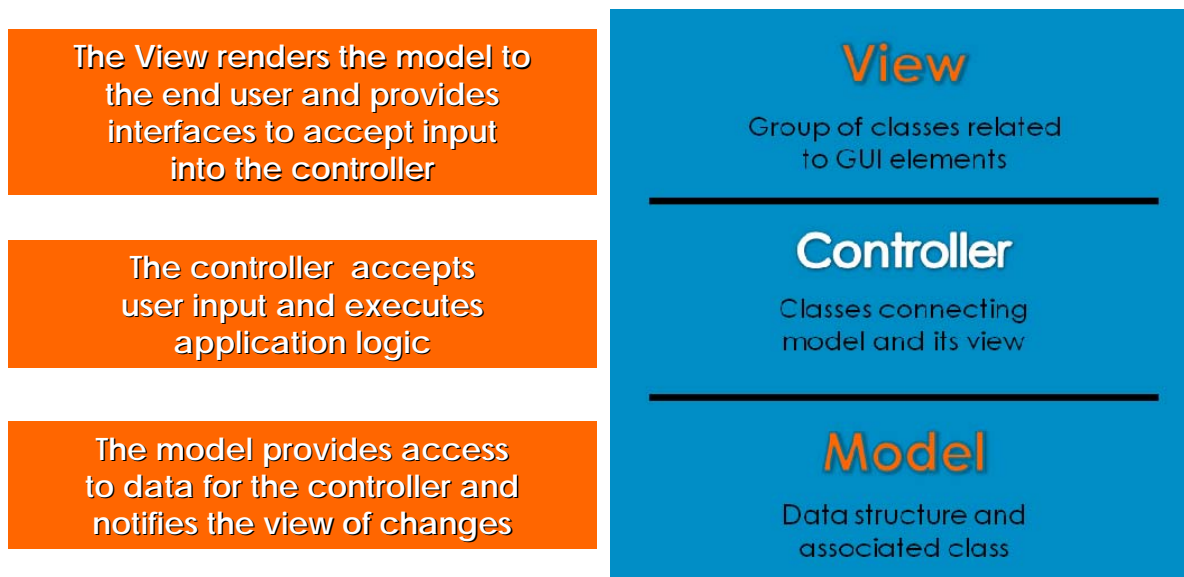 The View renders the model to
the end user and provides
interfaces to accept input
into the controller
The controller  accepts
user input and executes
application logic
The model provides access
to data for the controller and
notifies the view of changes
View
Group of classes related
to GUI elements
Controller
Classes connecting
model and its view
Model
Data structure and
associated class